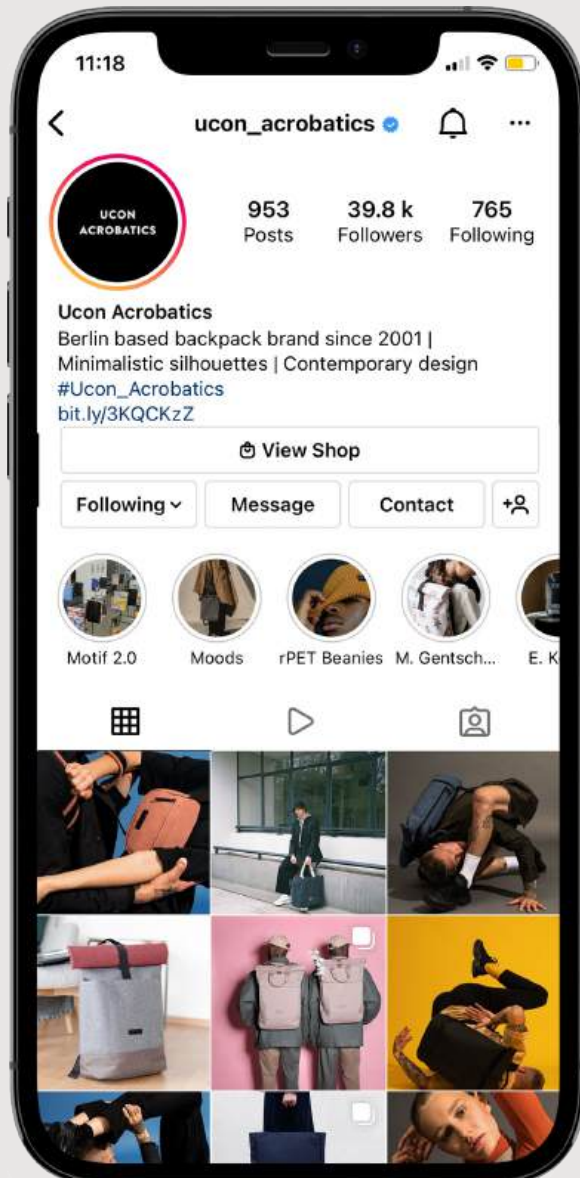 11:18
ucon_acrobatics
UCON
ACROBATICS
953
Posts
39.8 k
Followers
765
Following
Ucon Acrobatics
Berlin based backpack brand since 2001 |
Minimalistic silhouettes | Contemporary design
#Ucon_Acrobatics
bit.ly/3KQCKzZ
View Shop
Following
Message
Contact
Motif 2.0
Moods
rPET Beanies
M. Gentsch...
E. K